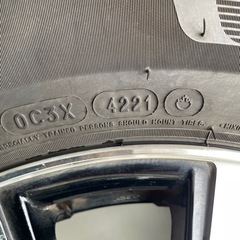 0C3X 4221
SPECIALLY TRAINED PERSONS SHOULD MOUNT TIRES.